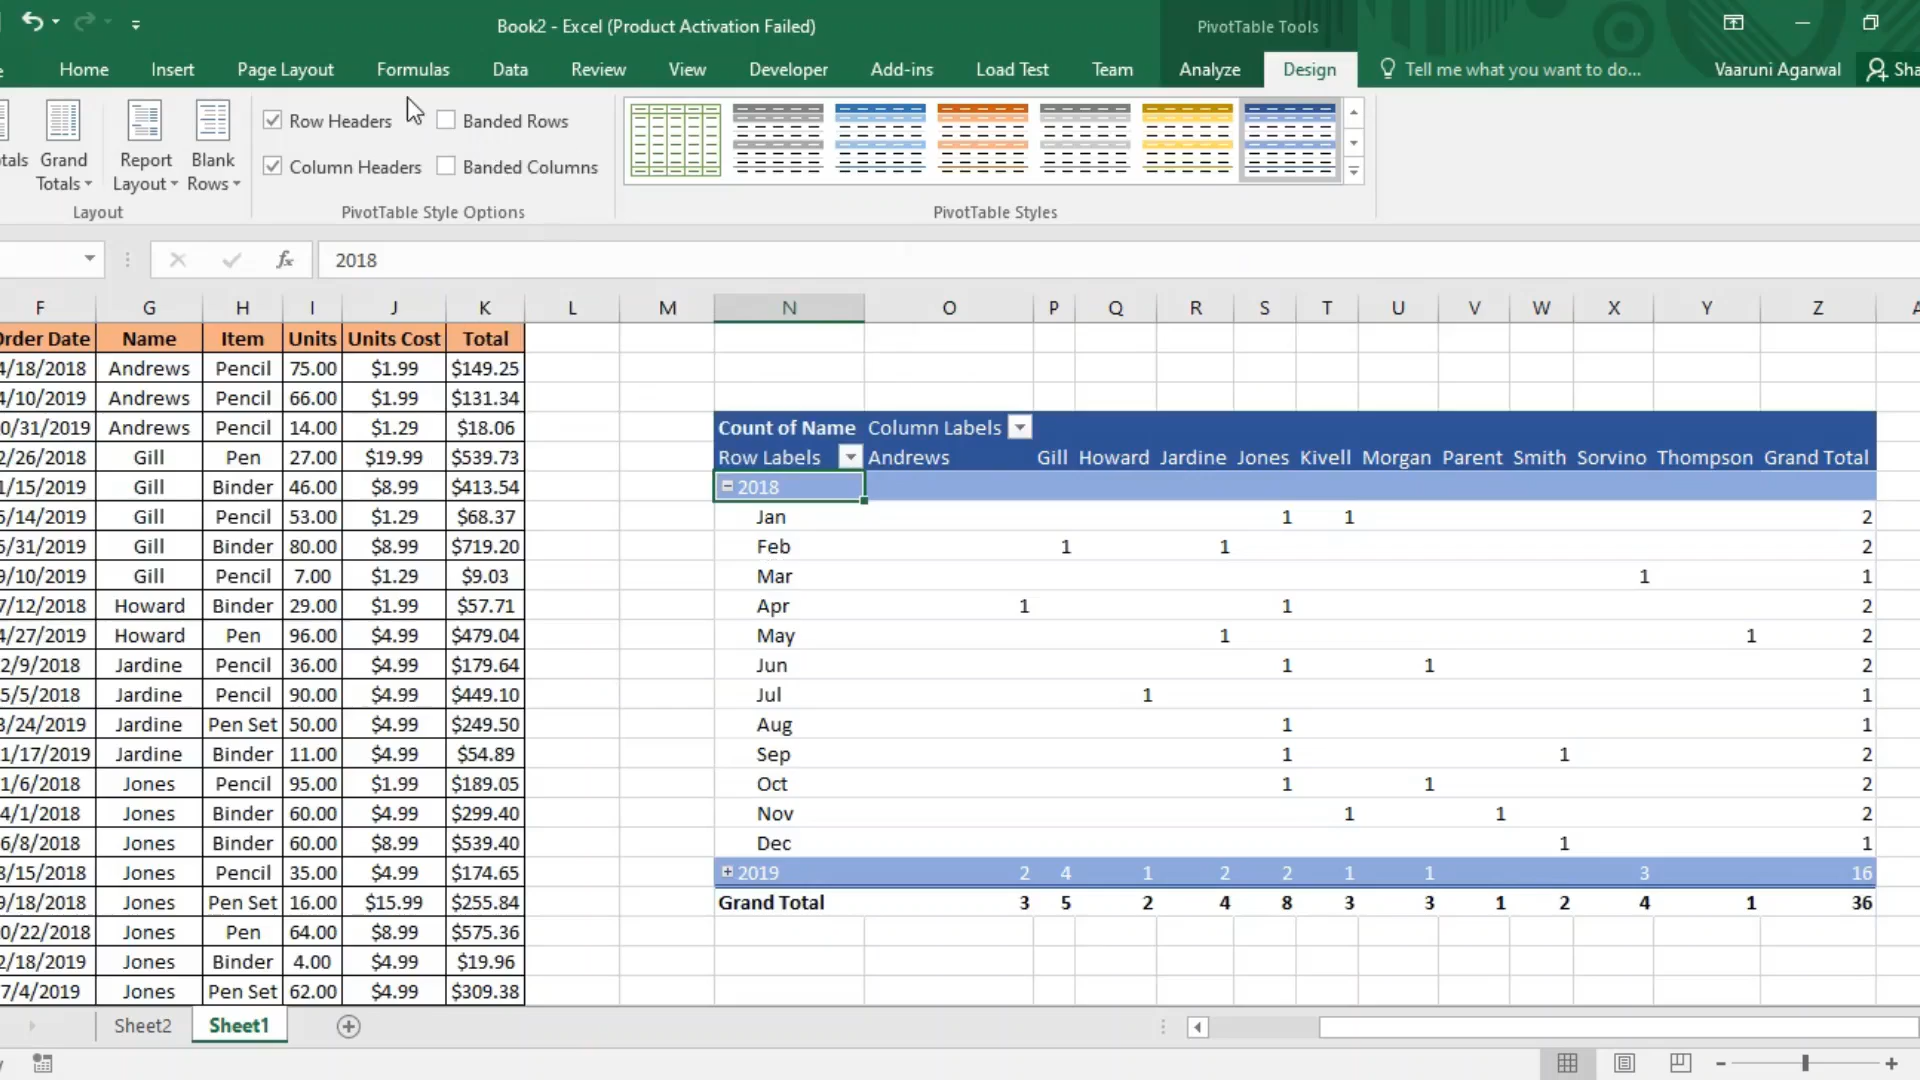 Book2 - Excel (Product Activation Failed)
PivotTable Tools
Home Insert Page Layout Formulas Data Review View Developer Add-ins Load Test Team Analyze Design Tell me what you want to do... Vaaruni Agarwal Sha
tals Grand Totals Report Layout Blank Rows
Row Headers Banded Rows
Column Headers Banded Columns
Layout PivotTable Style Options PivotTable Styles
fx 2018
F G H I J K L M N O P Q R S T U V W X Y Z A
Order Date Name Item Units Units Cost Total
4/18/2018 Andrews Pencil 75.00 $1.99 $149.25
4/10/2019 Andrews Pencil 66.00 $1.99 $131.34
0/31/2019 Andrews Pencil 14.00 $1.29 $18.06 Count of Name Column Labels
2/26/2018 Gill Pen 27.00 $19.99 $539.73 Row Labels Andrews Gill Howard Jardine Jones Kivell Morgan Parent Smith Sorvino Thompson Grand Total
1/15/2019 Gill Binder 46.00 $8.99 $413.54 2018
5/14/2019 Gill Pencil 53.00 $1.29 $68.37 Jan 1 1 2
5/31/2019 Gill Binder 80.00 $8.99 $719.20 Feb 1 1 2
9/10/2019 Gill Pencil 7.00 $1.29 $9.03 Mar 1 1
7/12/2018 Howard Binder 29.00 $1.99 $57.71 Apr 1 1 2
4/27/2019 Howard Pen 96.00 $4.99 $479.04 May 1 1 2
2/9/2018 Jardine Pencil 36.00 $4.99 $179.64 Jun 1 1 2
5/5/2018 Jardine Pencil 90.00 $4.99 $449.10 Jul 1 1
3/24/2019 Jardine Pen Set 50.00 $4.99 $249.50 Aug 1 1
1/17/2019 Jardine Binder 11.00 $4.99 $54.89 Sep 1 1 2
1/6/2018 Jones Pencil 95.00 $1.99 $189.05 Oct 1 1 2
4/1/2018 Jones Binder 60.00 $4.99 $299.40 Nov 1 1 2
6/8/2018 Jones Binder 60.00 $8.99 $539.40 Dec 1 1
8/15/2018 Jones Pencil 35.00 $4.99 $174.65 2019 2 4 1 2 2 1 1 3 16
9/18/2018 Jones Pen Set 16.00 $15.99 $255.84 Grand Total 3 5 2 4 8 3 3 1 2 4 1 36
0/22/2018 Jones Pen 64.00 $8.99 $575.36
2/18/2019 Jones Binder 4.00 $4.99 $19.96
7/4/2019 Jones Pen Set 62.00 $4.99 $309.38
Sheet2 Sheet1